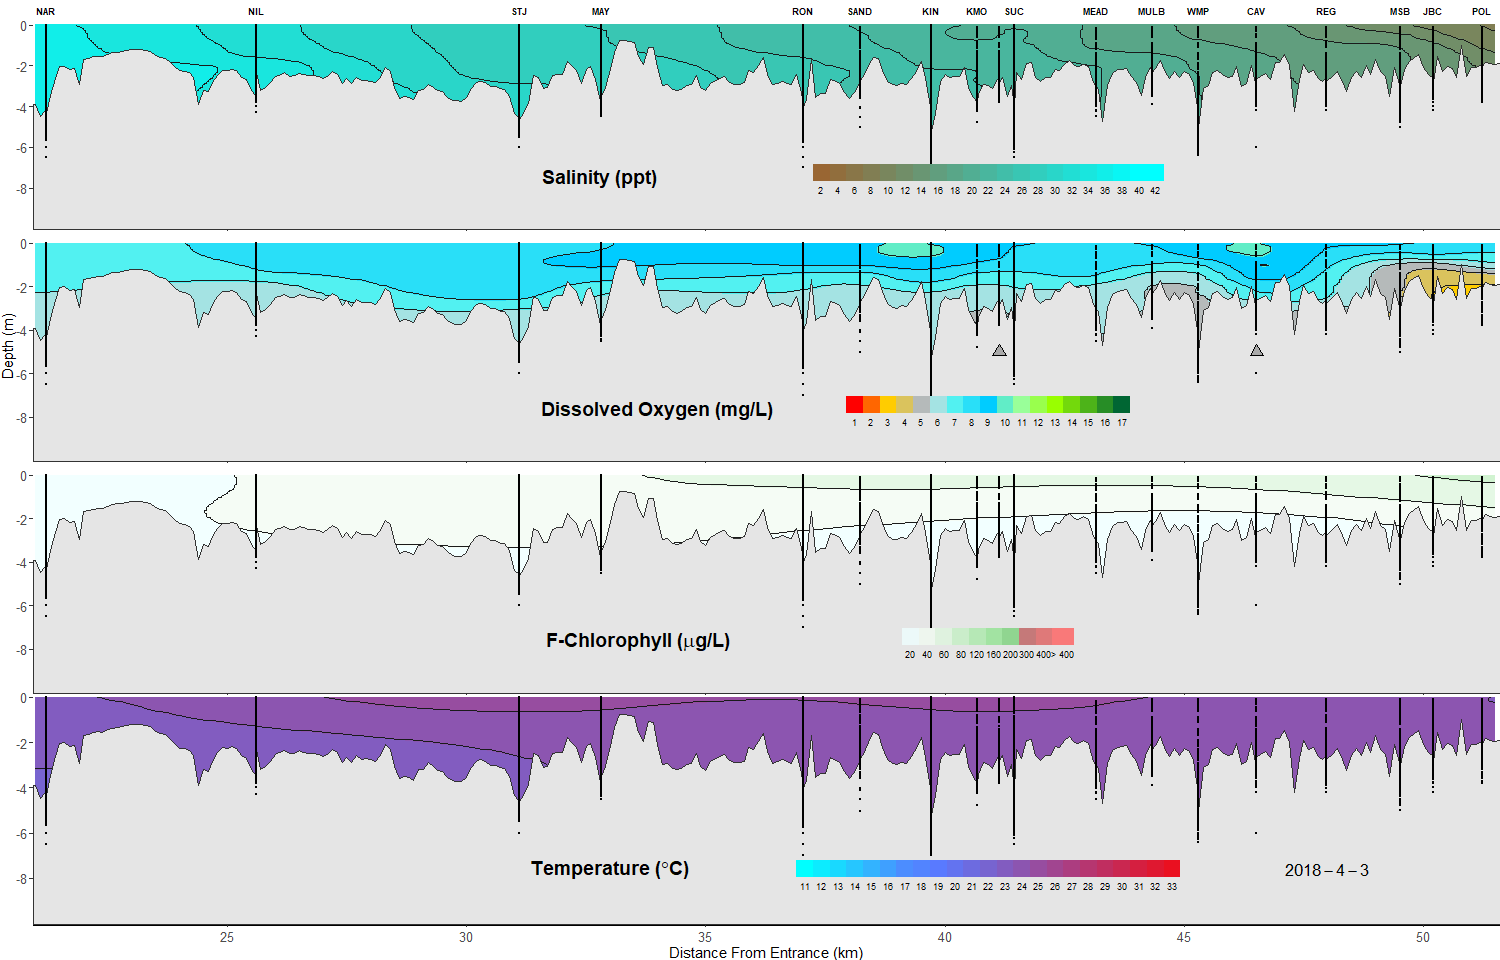 NAR NIL STJ MAY RON SAND KIN KMO SUC MEAD MULB WMP CAV REG MSB JBC POL
0
-2
-4
-6
-8
Salinity (ppt)
2 4 6 8 10 12 14 16 18 20 22 24 26 28 30 32 34 36 38 40 42
0
-2
-4
-6
-8
Depth (m)
Dissolved Oxygen (mg/L)
1 2 3 4 5 6 7 8 9 10 11 12 13 14 15 16 17
0
-2
-4
-6
-8
F-Chlorophyll (μg/L)
20 40 60 80 120 160 200 300 400> 400
0
-2
-4
-6
-8
Temperature (°C)
11 12 13 14 15 16 17 18 19 20 21 22 23 24 25 26 27 28 29 30 31 32 33
2018 – 4 – 3
25 30 35 40 45 50
Distance From Entrance (km)